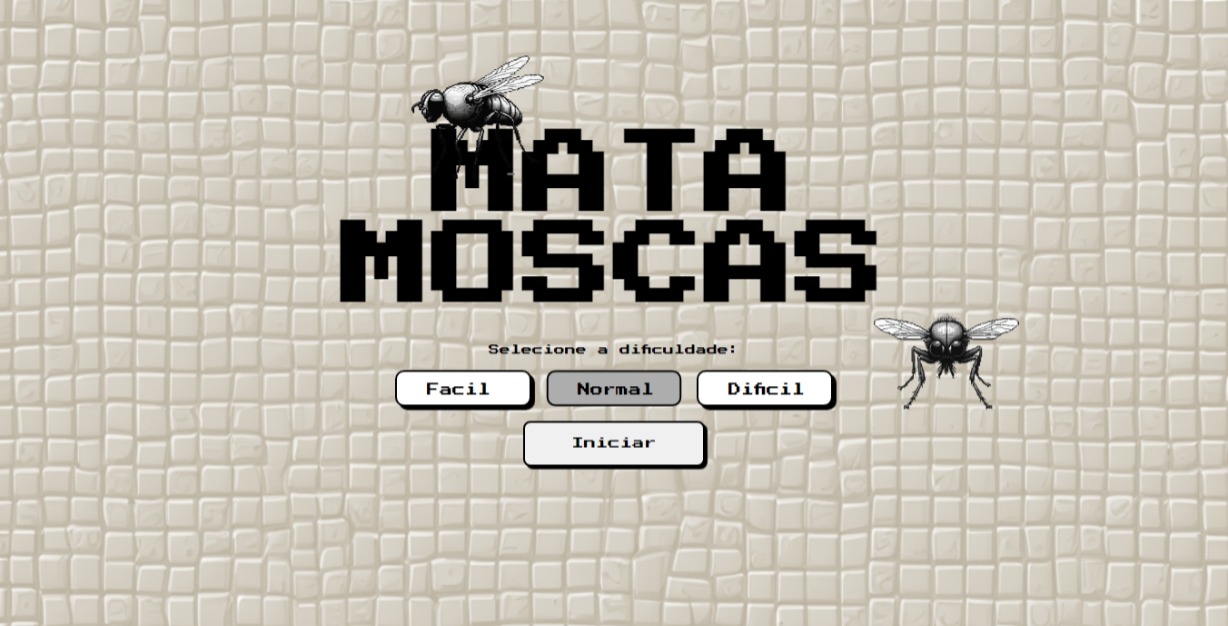 MATA
MOSCAS
Selecione a dificuldade:
Facil Normal Dificil
Iniciar